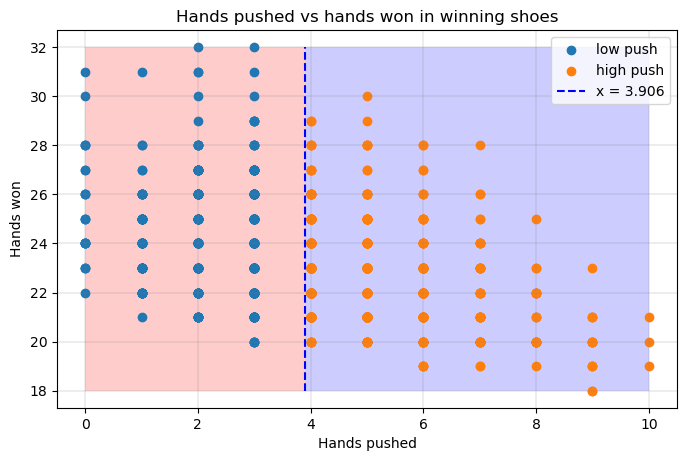 Hands pushed vs hands won in winning shoes
32
30
28
26
24
22
20
18
Hands won
low push
high push
x = 3.906
0 2 4 6 8 10
Hands pushed